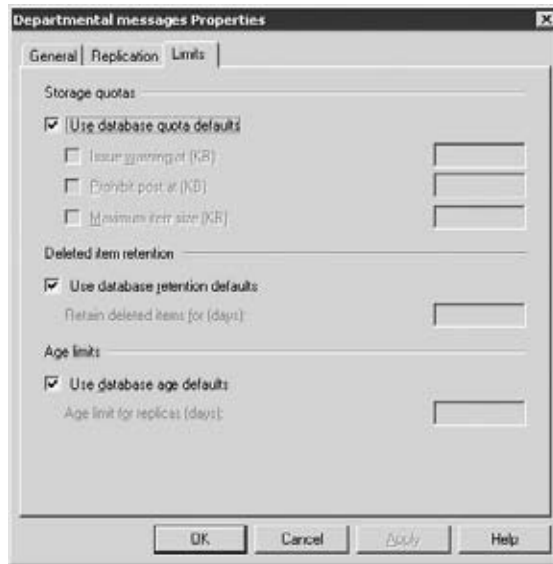 Departmental messages Properties
General Replication Limits
Storage quotas
Use database quota defaults
Issue warning at (KB)
Prohibit post at (KB)
Maximum item size (KB)
Deleted item retention
Use database retention defaults
Retain deleted items for (days):
Age limits
Use database age defaults
Age limit for replicas (days):
OK Cancel Apply Help